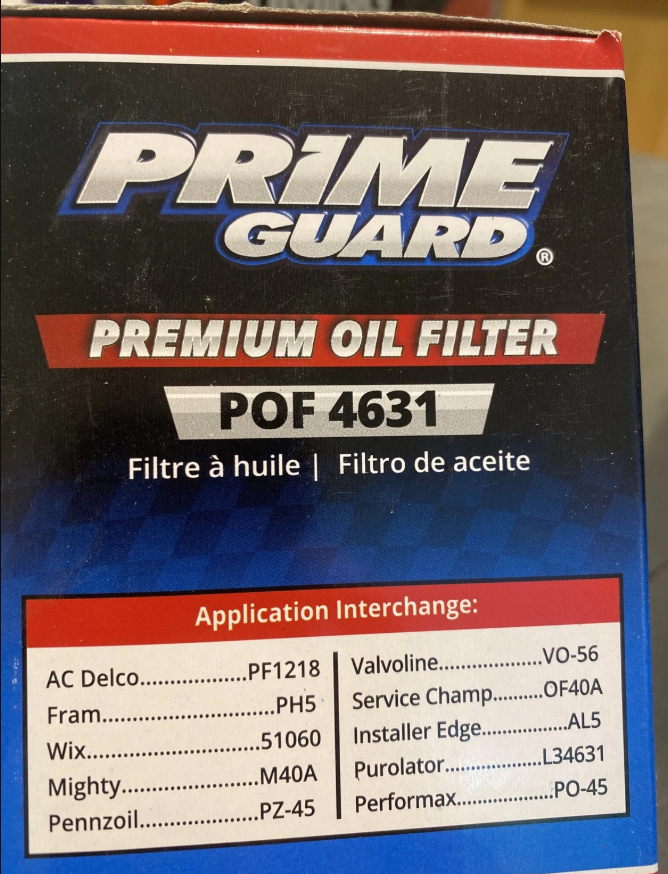 PRIME
GUARD®
PREMIUM OIL FILTER
POF 4631
Filtre à huile | Filtro de aceite
Application Interchange:
AC Delco..................PF1218
Fram.............................PH5
Wix.............................51060
Mighty.......................M40A
Pennzoil....................PZ-45
Valvoline....................VO-56
Service Champ..........OF40A
Installer Edge.................AL5
Purolator...................L34631
Performax...................PO-45